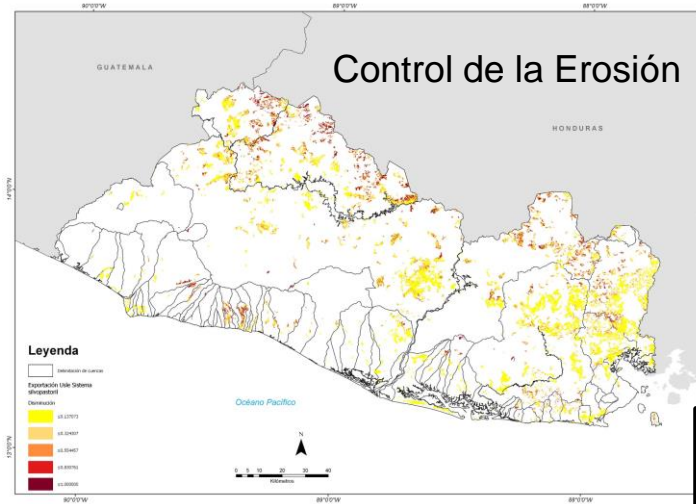 90°0'0"W 89°0'0"W 88°0'0"W
GUATEMALA
Control de la Erosión
HONDURAS
14°0'0"N
Leyenda
Delimitación de cuencas
Exportación Usle Sistema
silvopastoril
Disminución
Océano Pacífico
N
0 5 10 20 30 40
Kilómetros
13°0'0"N
90°0'0"W 89°0'0"W 88°0'0"W